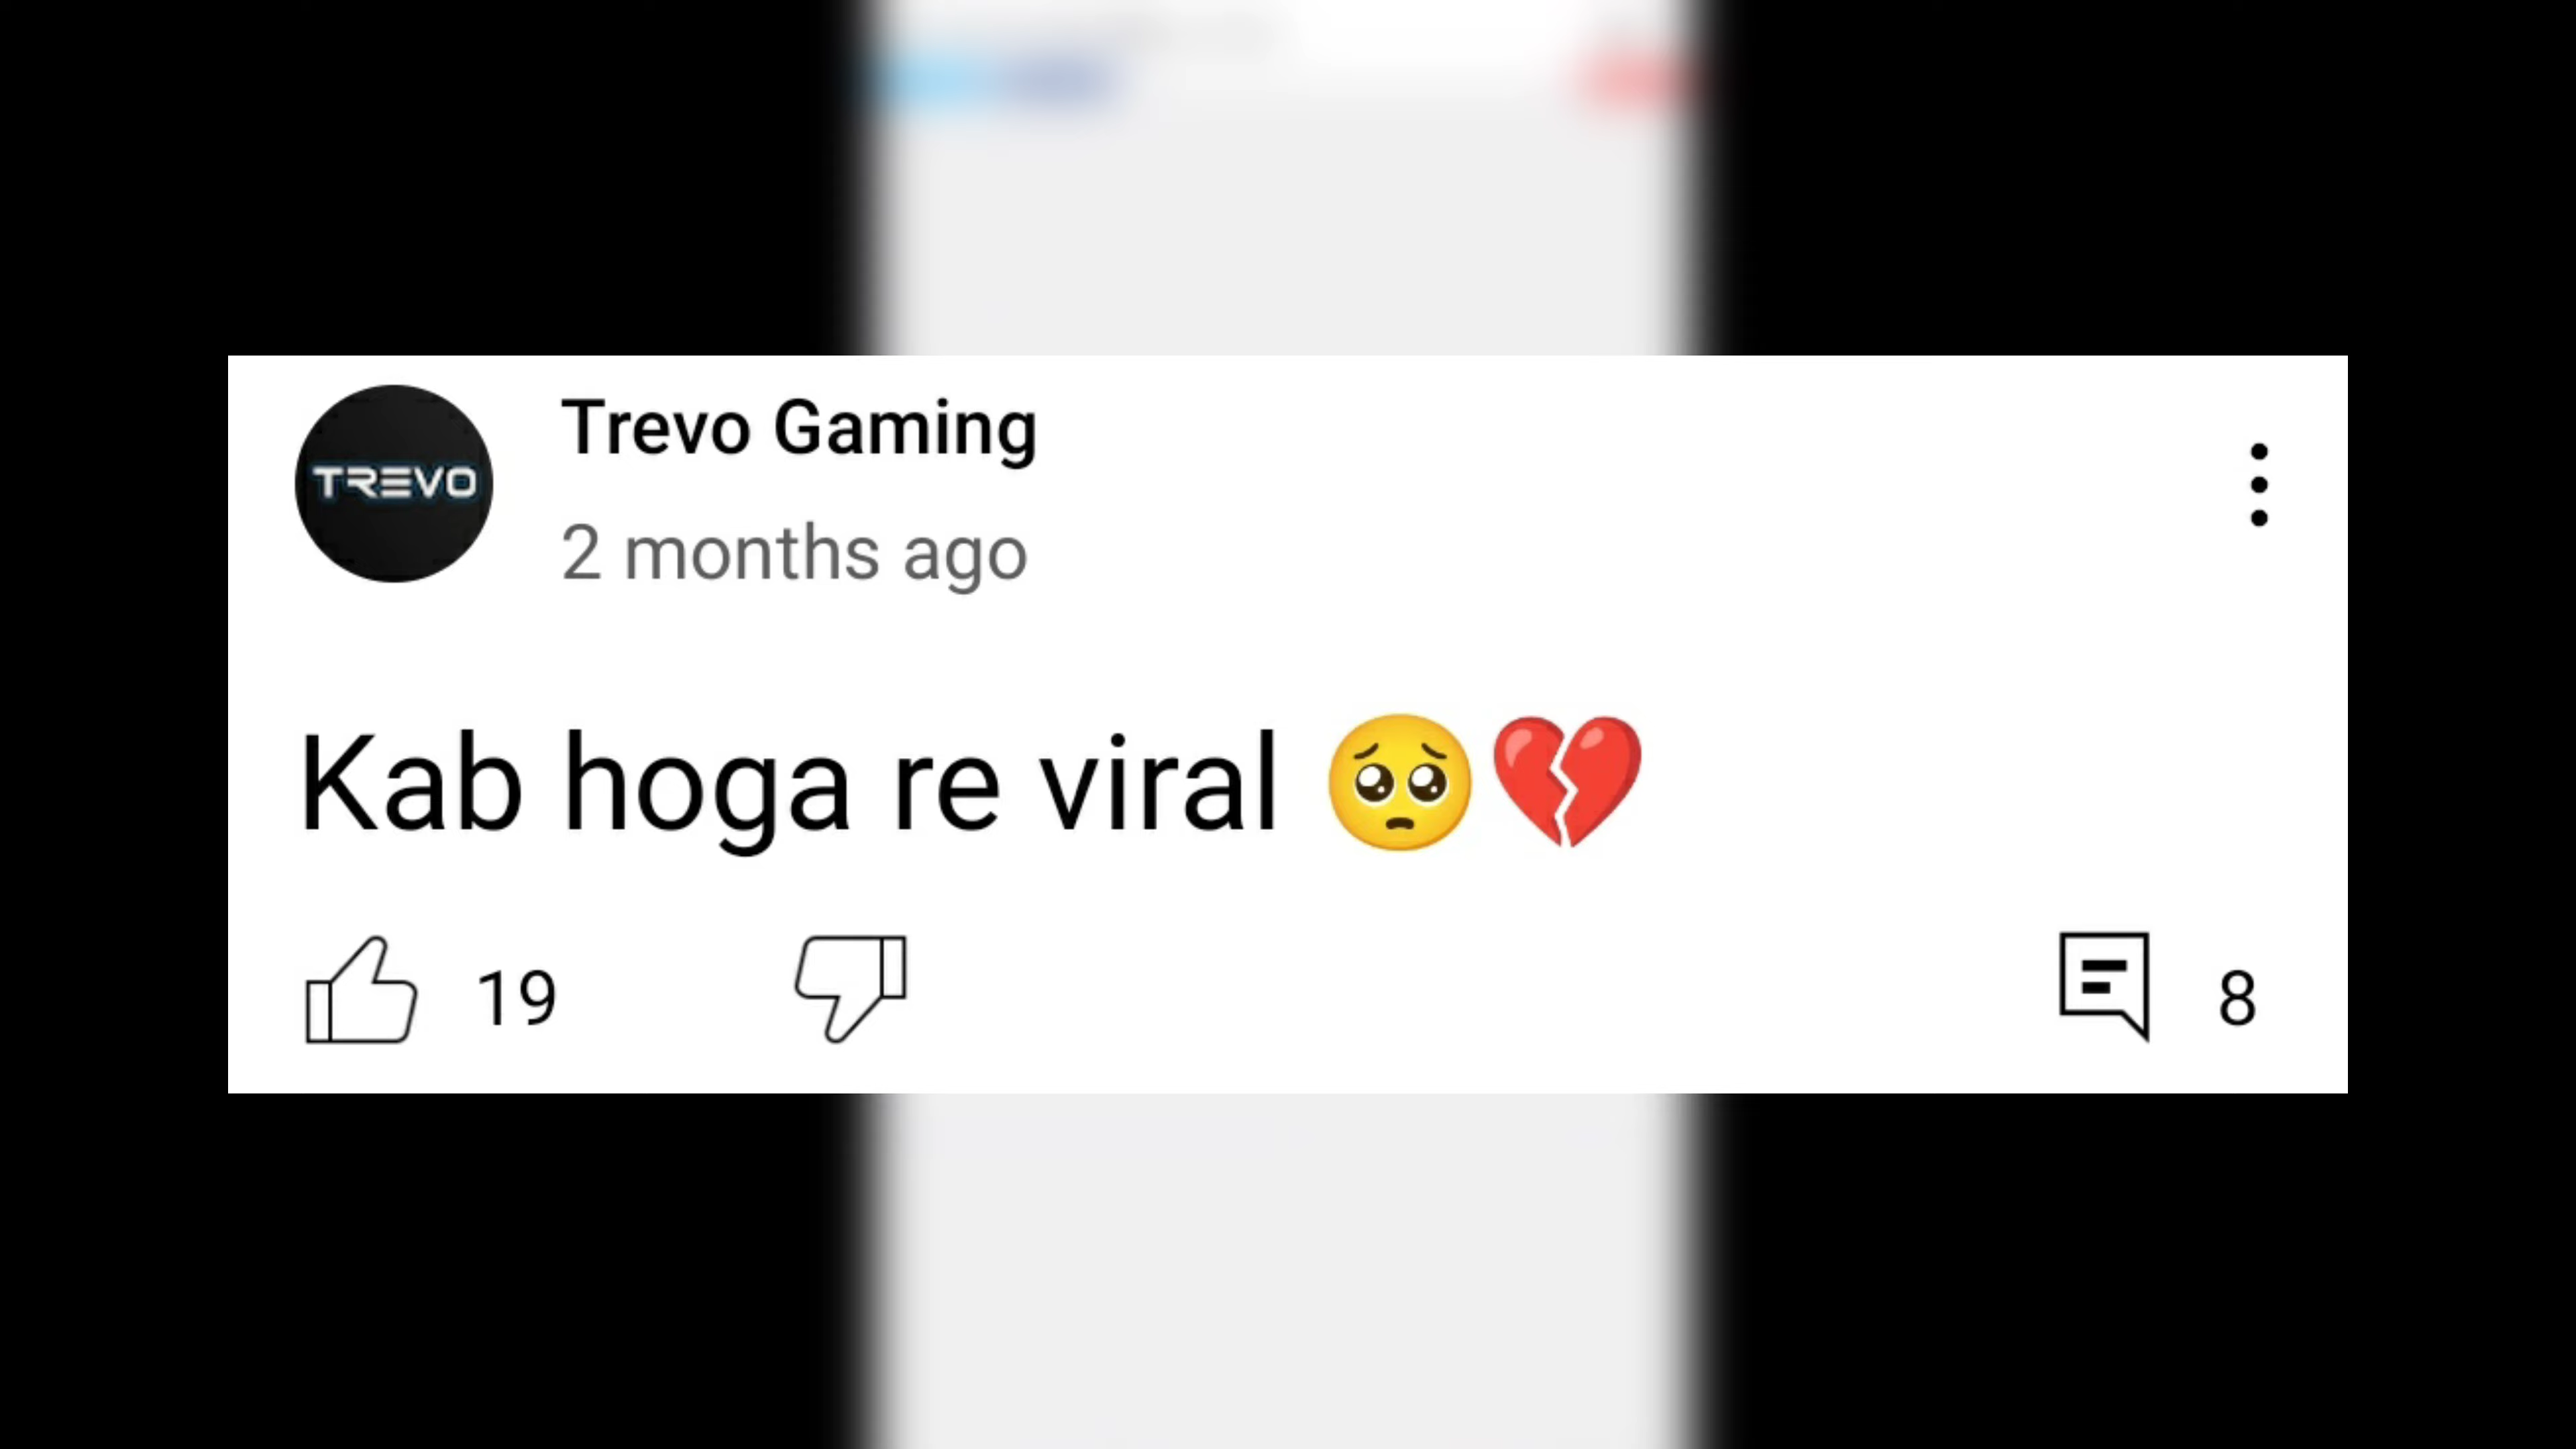 TREVO
Trevo Gaming
2 months ago
Kab hoga re viral 🥺💔
19
8